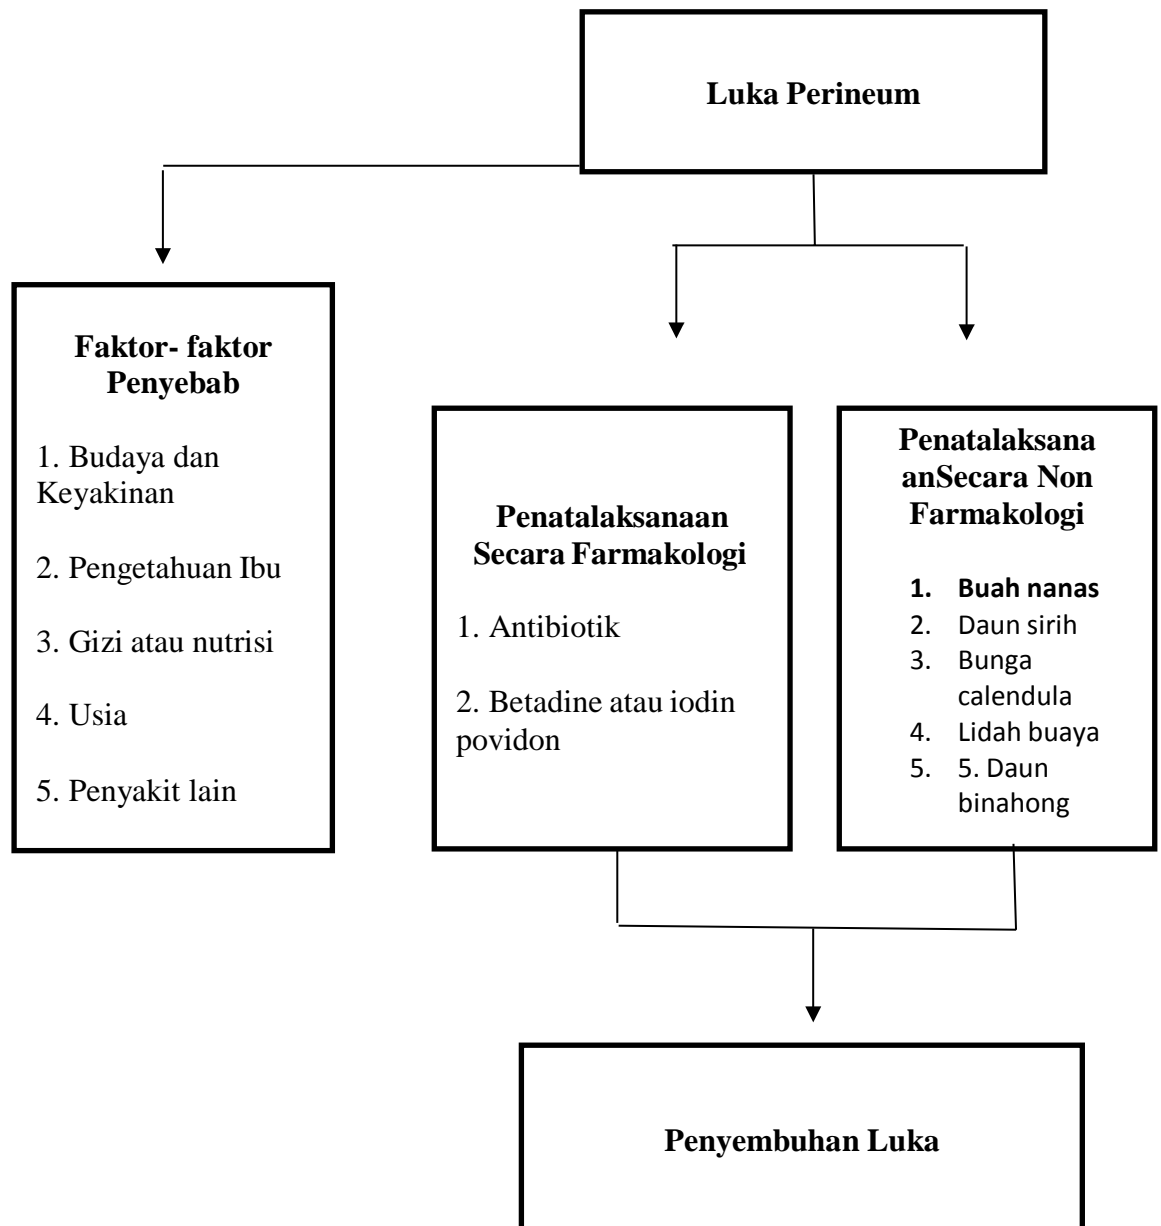 Luka Perineum
Faktor- faktor
Penyebab
1. Budaya dan
Keyakinan
2. Pengetahuan Ibu
3. Gizi atau nutrisi
4. Usia
5. Penyakit lain
Penatalaksanaan
Secara Farmakologi
1. Antibiotik
2. Betadine atau iodin
povidon
Penatalaksana
anSecara Non
Farmakologi
1. Buah nanas
2. Daun sirih
3. Bunga
calendula
4. Lidah buaya
5. 5. Daun
binahong
Penyembuhan Luka